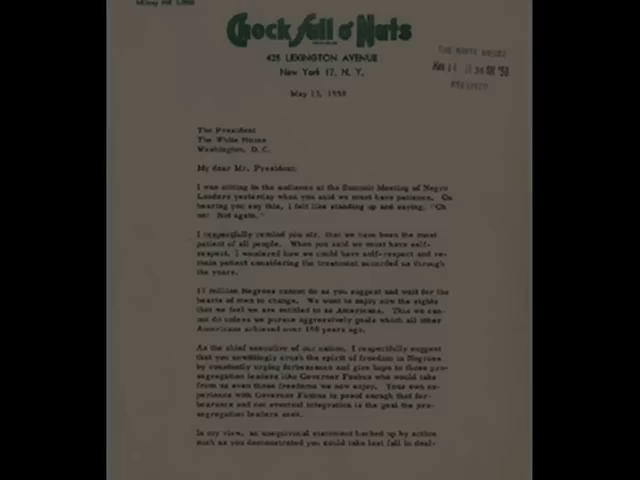 Chock full o' Nuts
425 LEXINGTON AVENUE
New York 17, N. Y.
THE WHITE HOUSE
RECEIVED
May 13, 1958
The President
The White House
Washington, D. C.
My dear Mr. President:
I was sitting in the audience at the Summit Meeting of Negro
Leaders yesterday when you said we must have patience. On
hearing you say this, I felt like standing up and saying, "Oh
no! Not again."
I respectfully remind you sir, that we have been the most
patient of all people. When you said we must have self-
respect, I wondered how we could have self-respect and re-
main patient considering the treatment accorded us through
the years.
17 million Negroes cannot do as you suggest and wait for the
hearts of men to change. We want to enjoy now the rights
that we feel we are entitled to as Americans. This we can-
not do unless we pursue aggressively goals which all other
Americans achieved over 150 years ago.
As the chief executive of our nation, I respectfully suggest
that you unwittingly crush the spirit of freedom in Negroes
by constantly urging forbearance and give hope to those pro-
segregation leaders like Governor Faubus who would take
from us even those freedoms we now enjoy. Your own ex-
perience with Governor Faubus is proof enough that for-
bearance and not eventual integration is the goal the pro-
segregation leaders seek.
In my view, an unequivocal statement backed up by action
such as you demonstrated you could take last fall in deal-